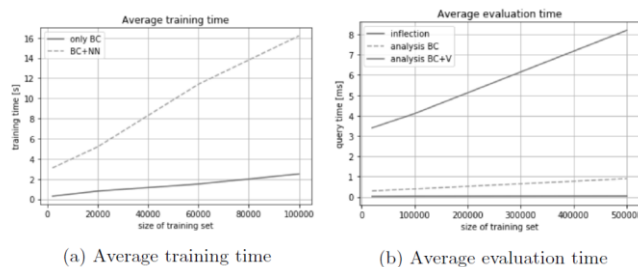 Average training time
only BC
BC+NN
16
14
12
10
8
6
4
2
0
training time [s]
0
20000
40000
60000
80000
100000
size of training set
(a) Average training time
Average evaluation time
inflection
analysis BC
analysis BC+V
8
7
6
5
4
3
2
1
0
query time [ms]
0
100000
200000
300000
400000
500000
size of training set
(b) Average evaluation time